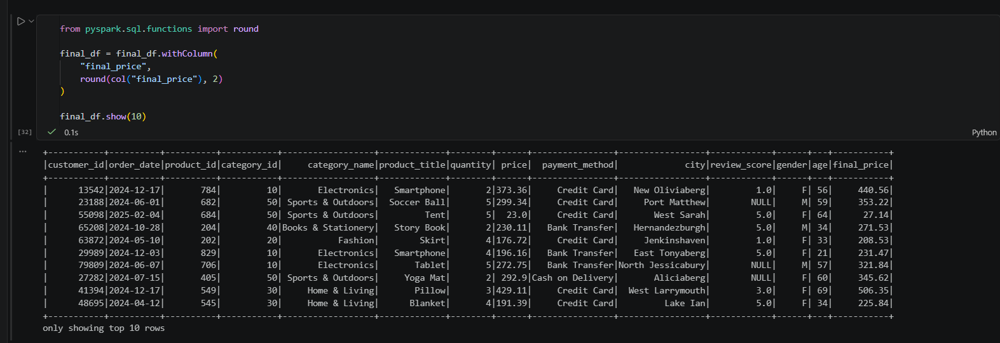 from pyspark.sql.functions import round
final_df = final_df.withColumn(
    "final_price",
    round(col("final_price"), 2)
)
final_df.show(10)
[32] 0.1s Python
...
+-----------+----------+----------+-----------+------------------+-------------+--------+------+----------------+-----------------+------------+------+---+-----------+
|customer_id|order_date|product_id|category_id|     category_name|product_title|quantity| price|  payment_method|             city|review_score|gender|age|final_price|
+-----------+----------+----------+-----------+------------------+-------------+--------+------+----------------+-----------------+------------+------+---+-----------+
|      13542|2024-12-17|       784|         10|       Electronics|   Smartphone|       2|373.36|     Credit Card|   New Oliviaberg|         1.0|     F| 56|     440.56|
|      23188|2024-06-01|       682|         50| Sports & Outdoors|  Soccer Ball|       5|299.34|     Credit Card|     Port Matthew|        NULL|     M| 59|     353.22|
|      55098|2025-02-04|       684|         50| Sports & Outdoors|         Tent|       5|  23.0|     Credit Card|       West Sarah|         5.0|     F| 64|      27.14|
|      65208|2024-10-28|       204|         40|Books & Stationery|   Story Book|       2|230.11|   Bank Transfer|   Hernandezburgh|         5.0|     M| 34|     271.53|
|      63872|2024-05-10|       202|         20|           Fashion|        Skirt|       4|176.72|     Credit Card|     Jenkinshaven|         1.0|     F| 33|     208.53|
|      29989|2024-12-03|       829|         10|       Electronics|   Smartphone|       4|196.16|   Bank Transfer|   East Tonyaberg|         5.0|     F| 21|     231.47|
|      79809|2024-06-07|       706|         10|       Electronics|       Tablet|       5|272.75|   Bank Transfer|North Jessicabury|        NULL|     M| 57|     321.84|
|      27282|2024-07-15|       405|         50| Sports & Outdoors|     Yoga Mat|       2| 292.9|Cash on Delivery|       Aliciaberg|        NULL|     F| 60|     345.62|
|      41394|2024-12-17|       549|         30|     Home & Living|       Pillow|       3|429.11|     Credit Card|  West Larrymouth|         3.0|     F| 69|     506.35|
|      48695|2024-04-12|       545|         30|     Home & Living|      Blanket|       4|191.39|     Credit Card|         Lake Ian|         5.0|     F| 34|     225.84|
+-----------+----------+----------+-----------+------------------+-------------+--------+------+----------------+-----------------+------------+------+---+-----------+
only showing top 10 rows